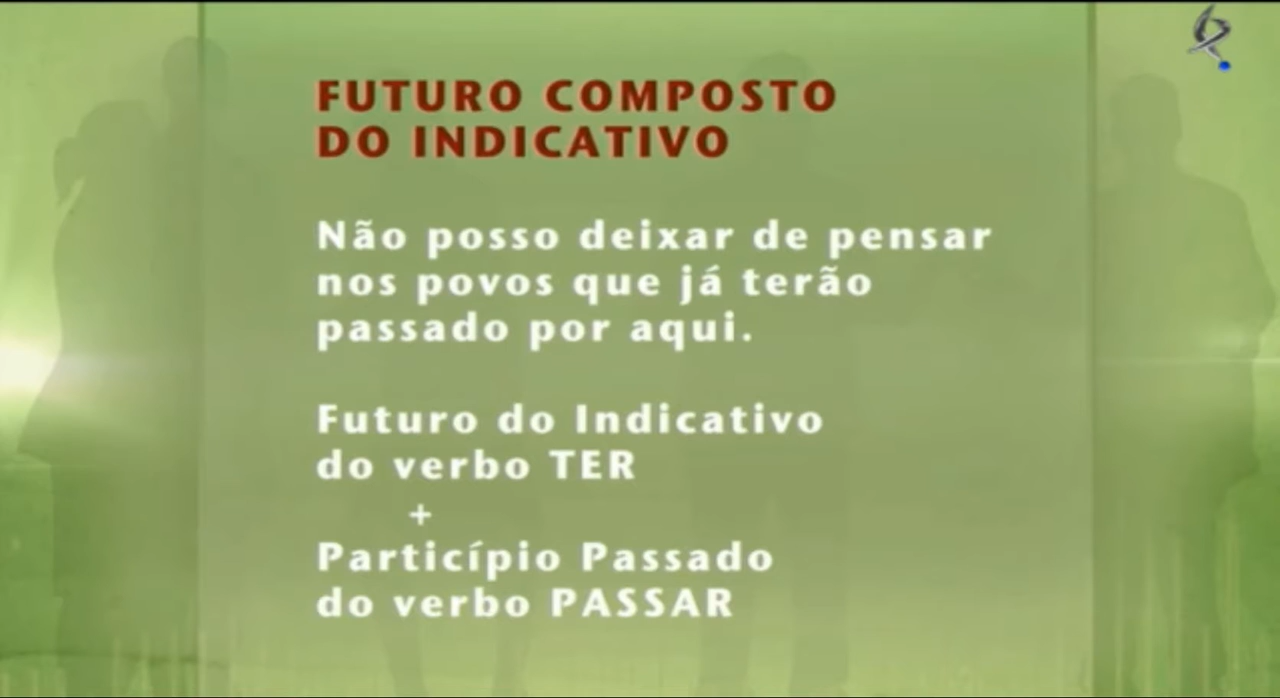 FUTURO COMPOSTO
DO INDICATIVO
Não posso deixar de pensar
nos povos que já terão
passado por aqui.
Futuro do Indicativo
do verbo TER
+
Particípio Passado
do verbo PASSAR